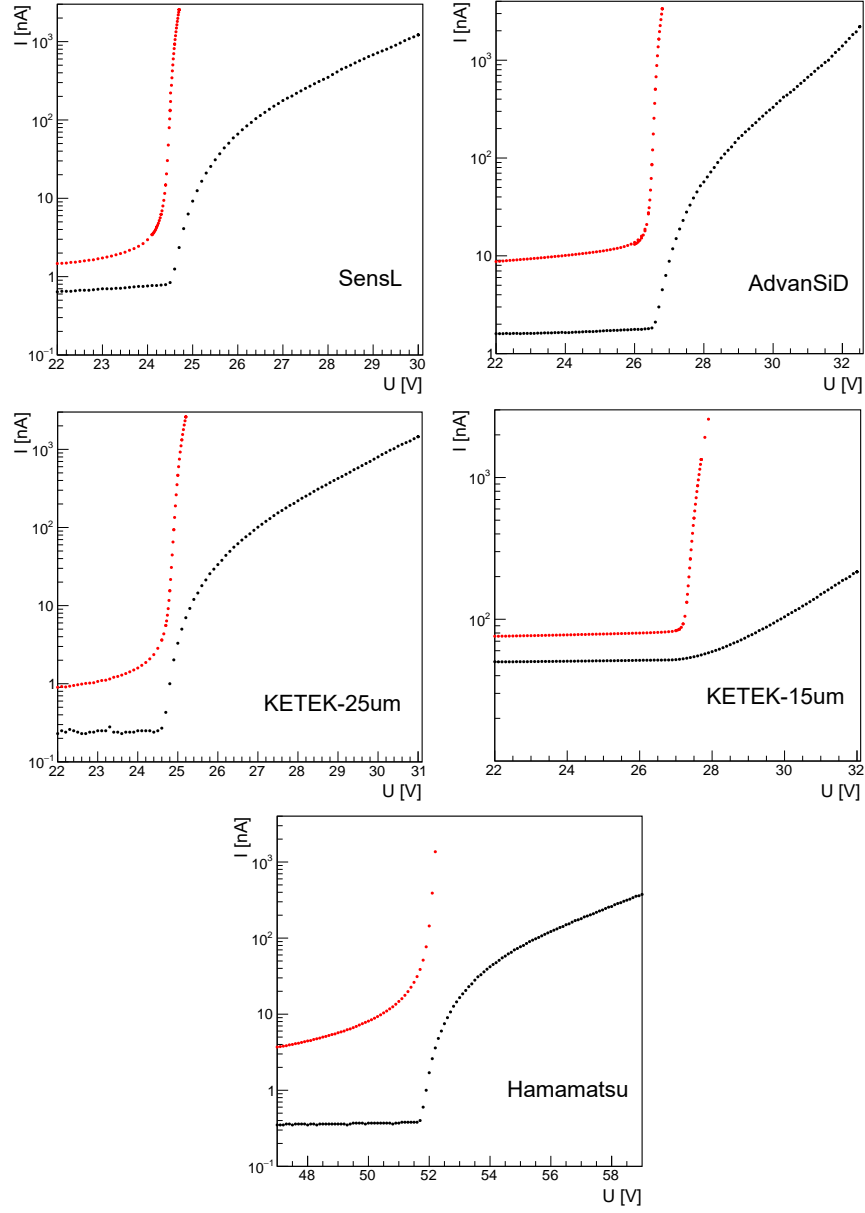 I [nA]
10³
10²
10
1
10⁻¹
22 23 24 25 26 27 28 29 30
U [V]
SensL
I [nA]
10³
10²
10
1
22 24 26 28 30 32
U [V]
AdvanSiD
I [nA]
10³
10²
10
1
10⁻¹
22 23 24 25 26 27 28 29 30 31
U [V]
KETEK-25um
I [nA]
10³
10²
22 24 26 28 30 32
U [V]
KETEK-15um
I [nA]
10³
10²
10
1
10⁻¹
48 50 52 54 56 58
U [V]
Hamamatsu